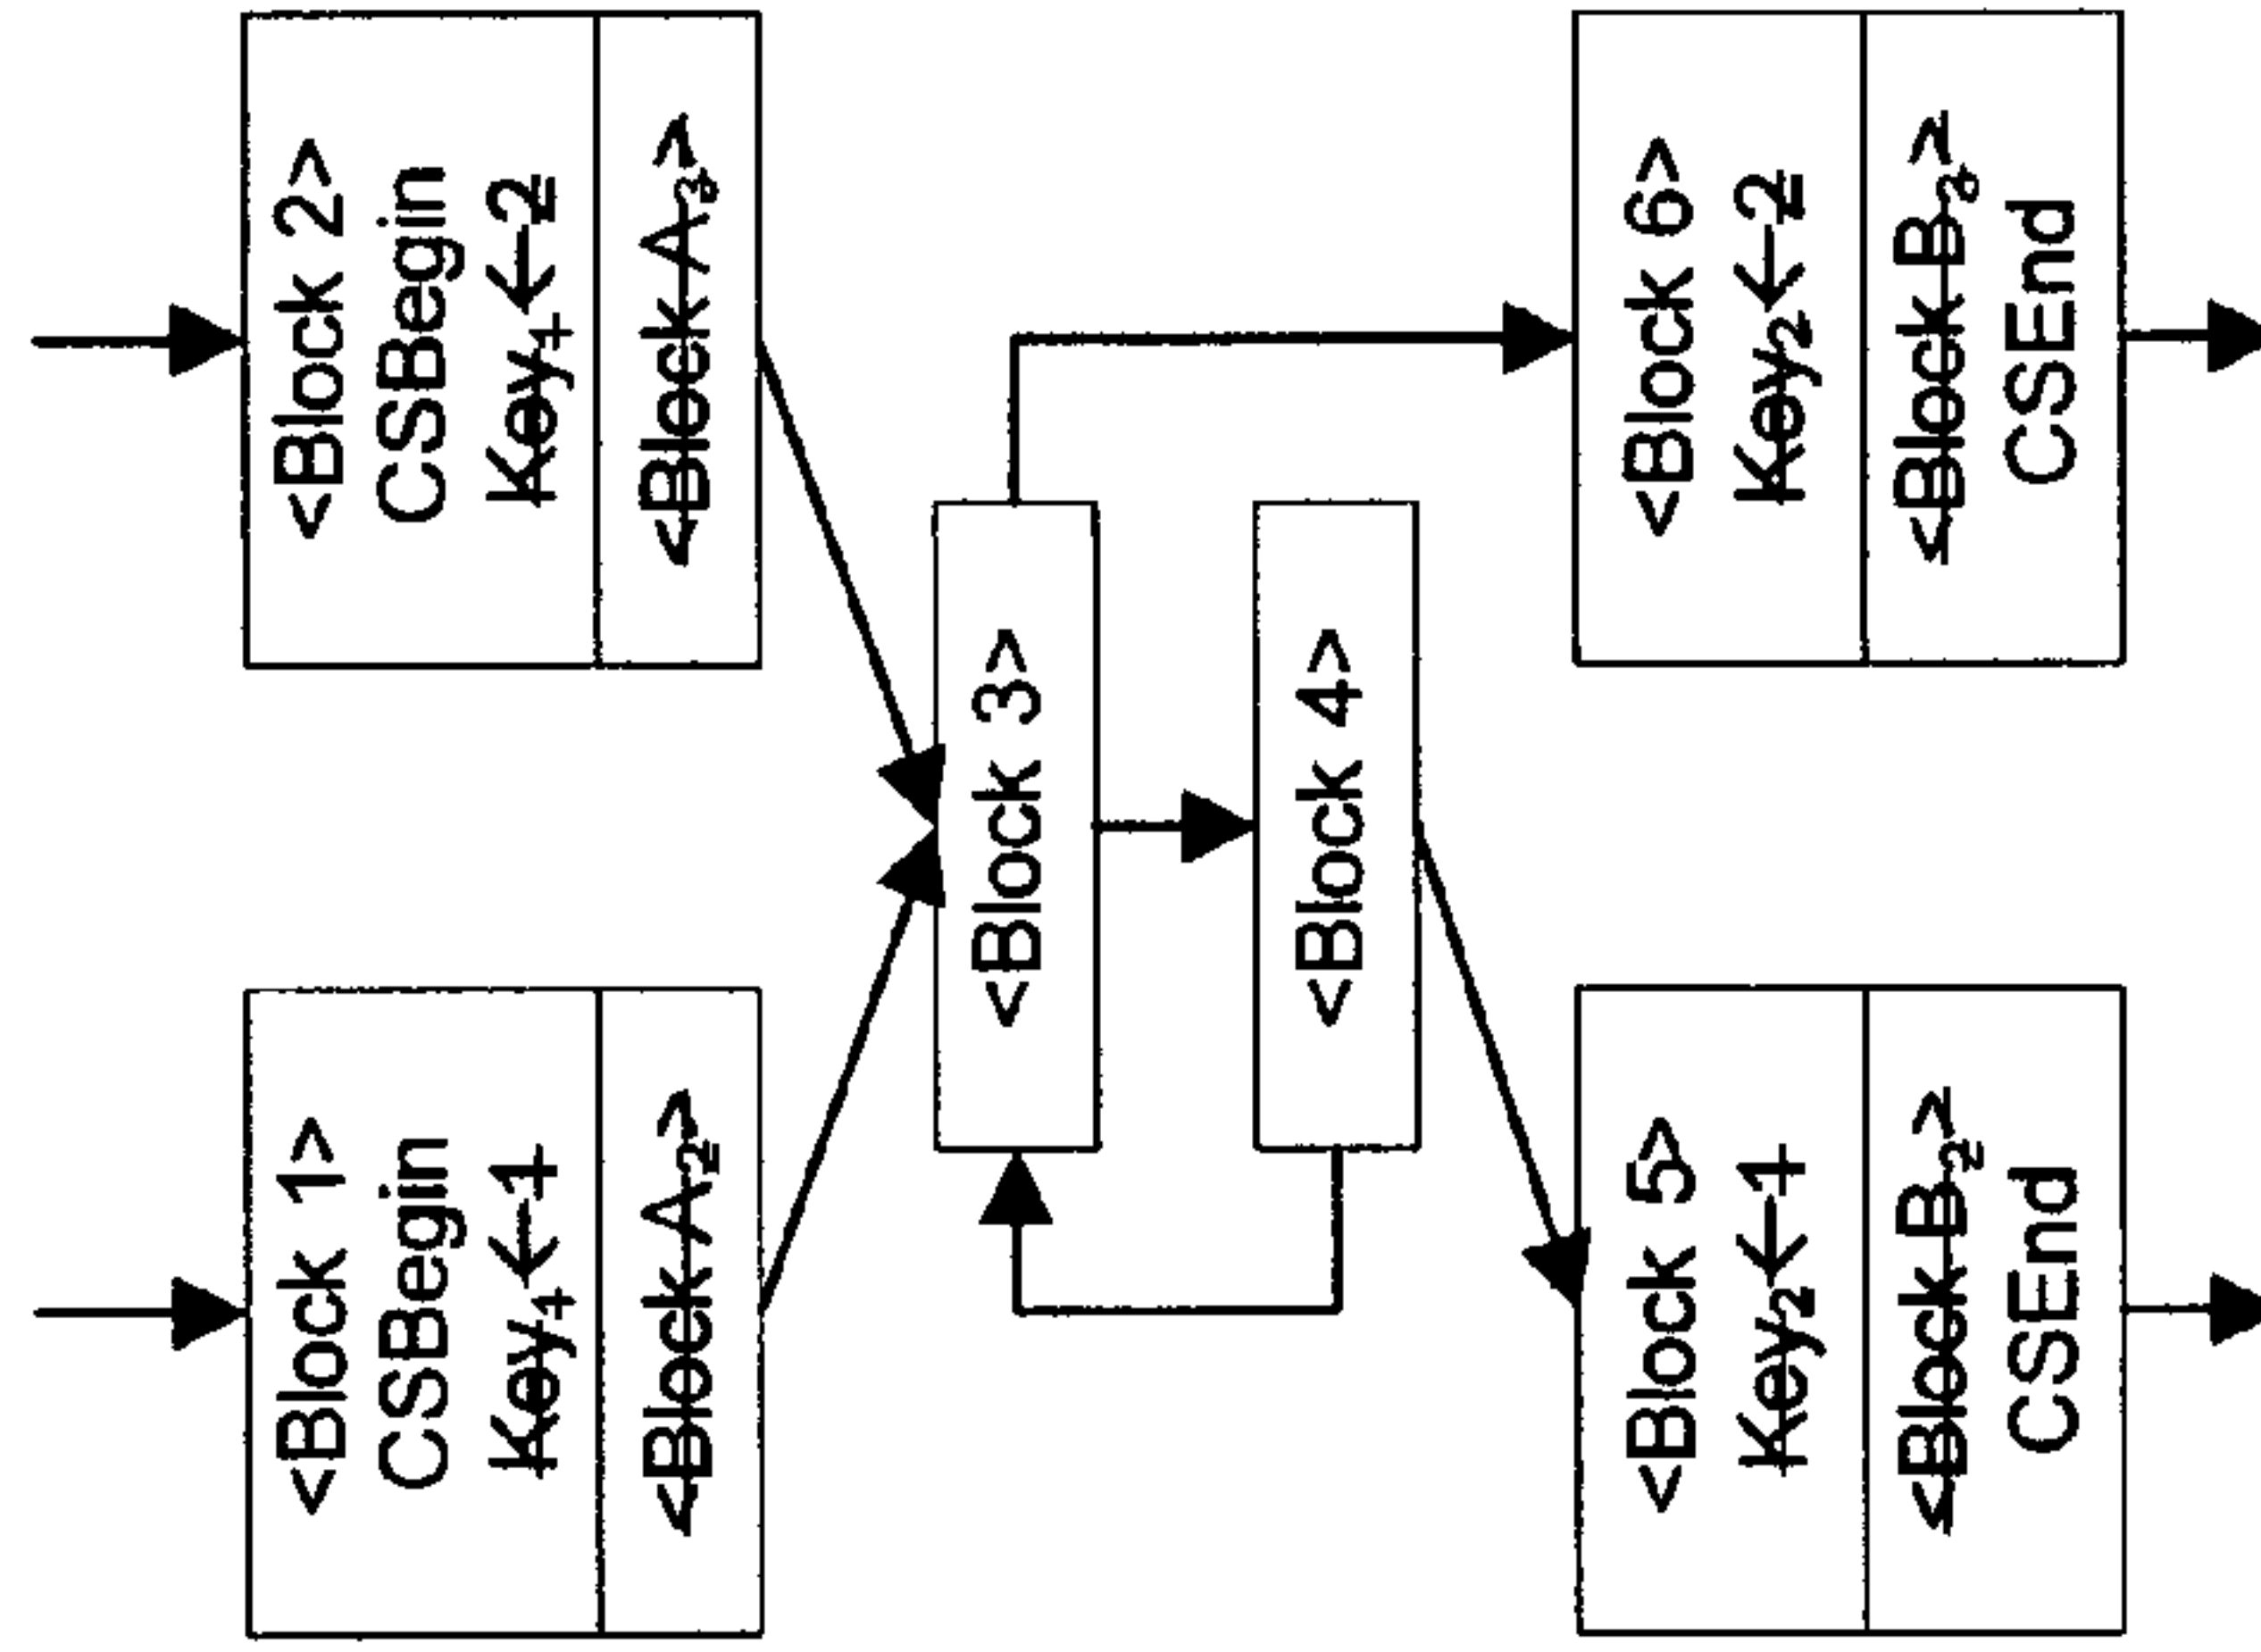 <Block 1>
CSBegin
Key₁←1
<Block A₂>
<Block 2>
CSBegin
Key₁←2
<Block A₃>
<Block 3>
<Block 4>
<Block 5>
Key₂←1
<Block B₂>
CSEnd
<Block 6>
Key₂←2
<Block B₃>
CSEnd